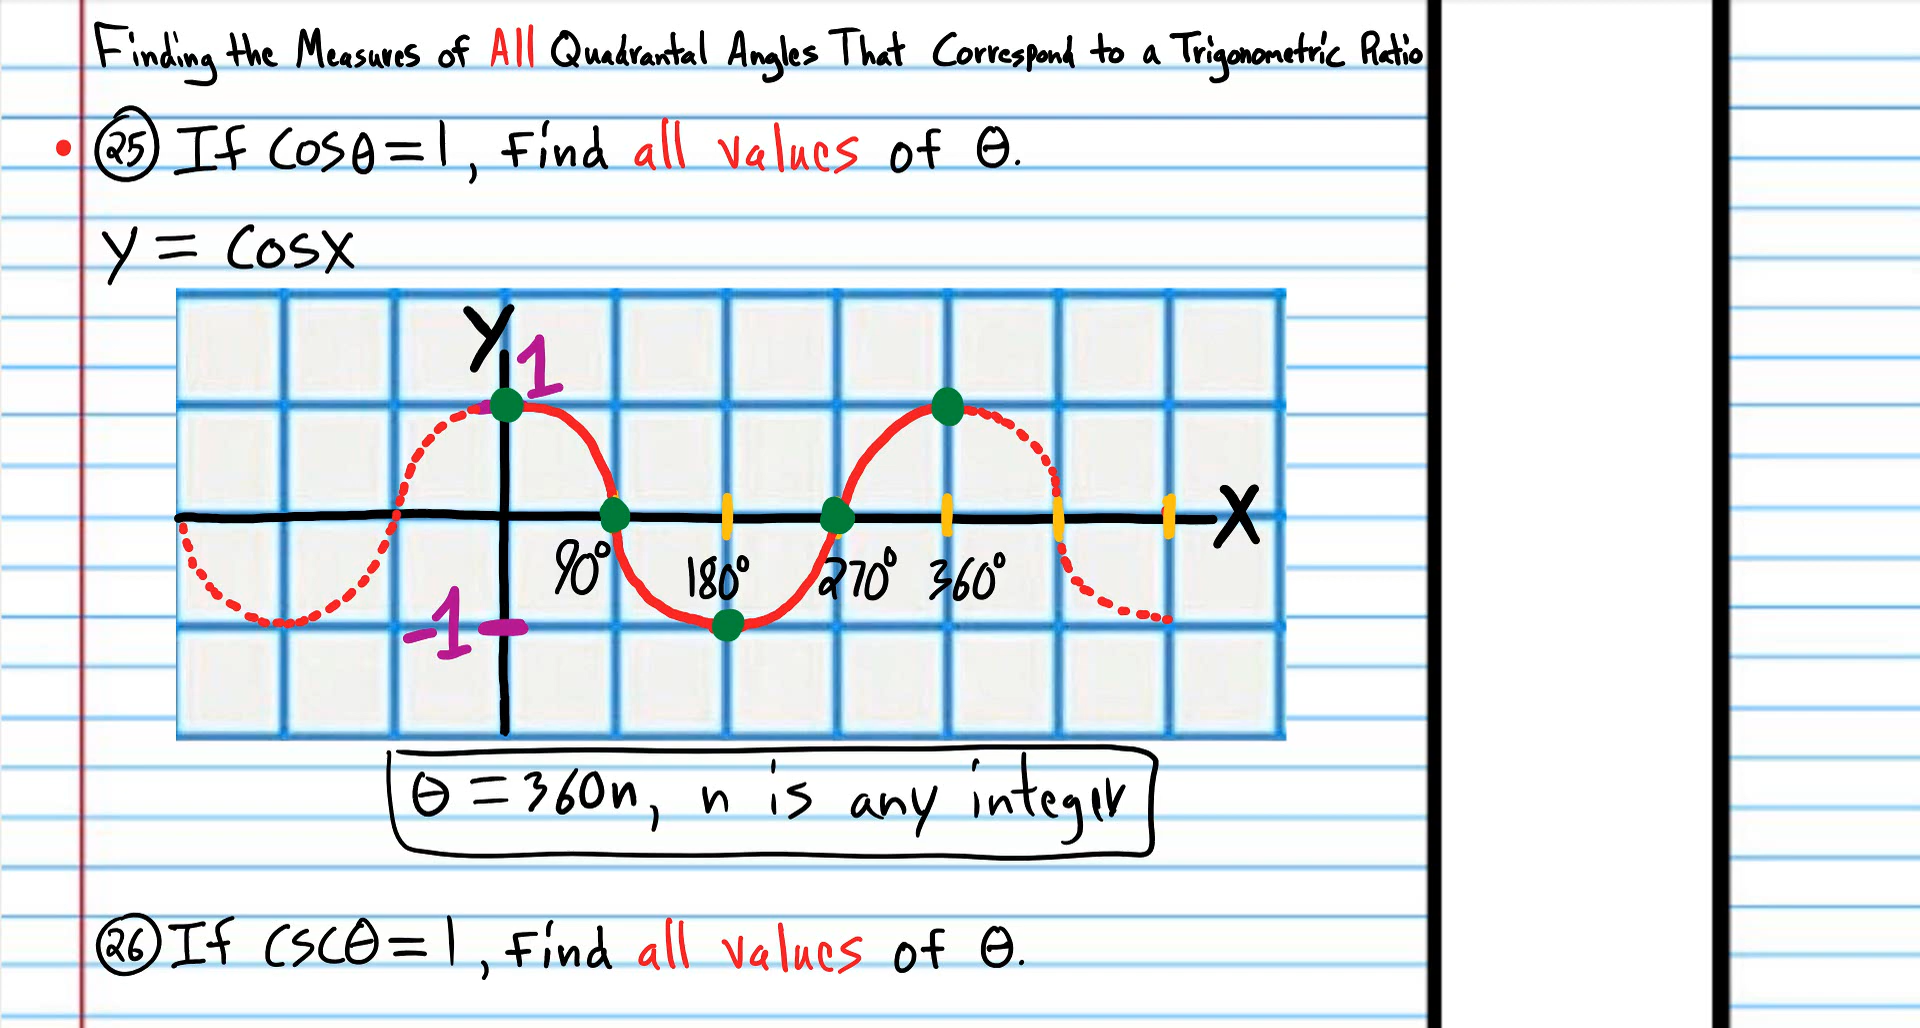 Finding the Measures of All Quadrantal Angles That Correspond to a Trigonometric Ratio
25 If Cosθ=1, Find all values of θ.
y = Cosx
Y
1
X
90° 180° 270° 360°
-1
θ = 360n, n is any integer
26 If Cscθ=1, Find all values of θ.